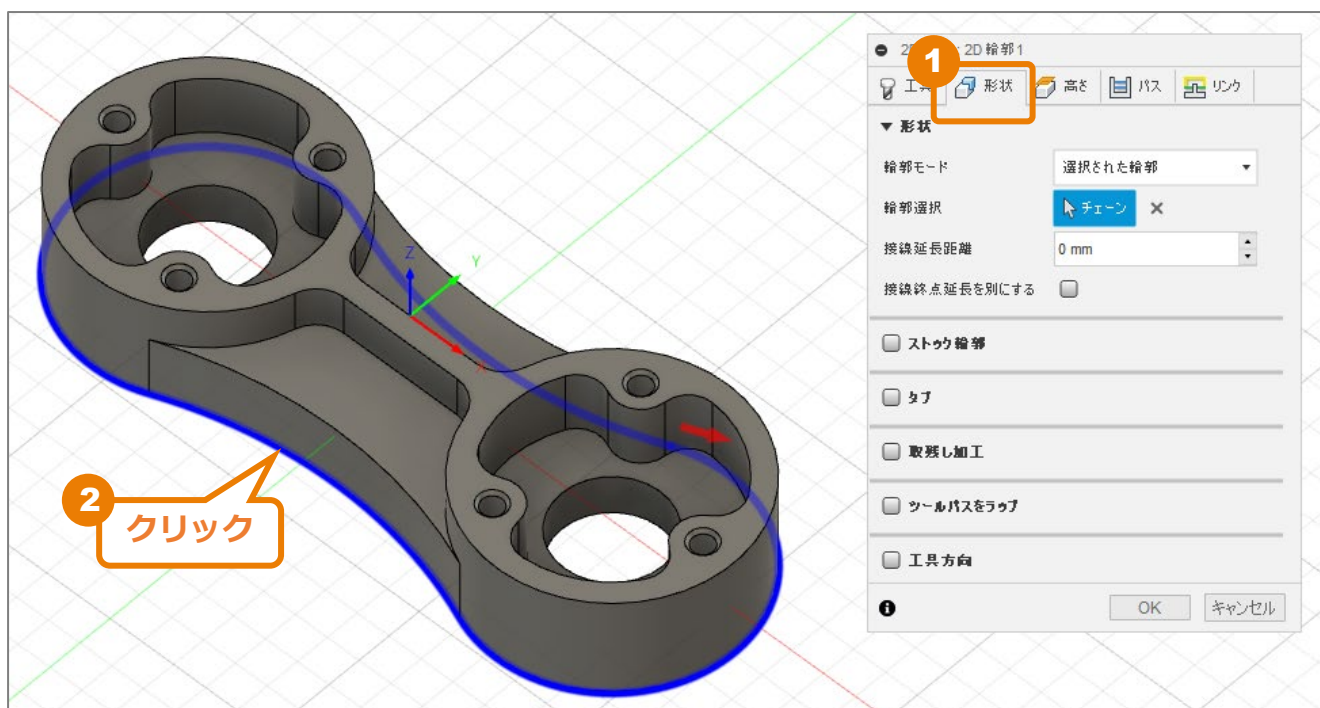 2D 輪郭1
1
形状
高さ
パス
リンク
▼ 形状
輪郭モード
選択された輪郭
輪郭選択
チェーン
接線延長距離
0 mm
接線終点延長を別にする
ストック輪郭
タブ
取残し加工
ツールパスをラップ
工具方向
OK
キャンセル
Z
Y
X
2
クリック